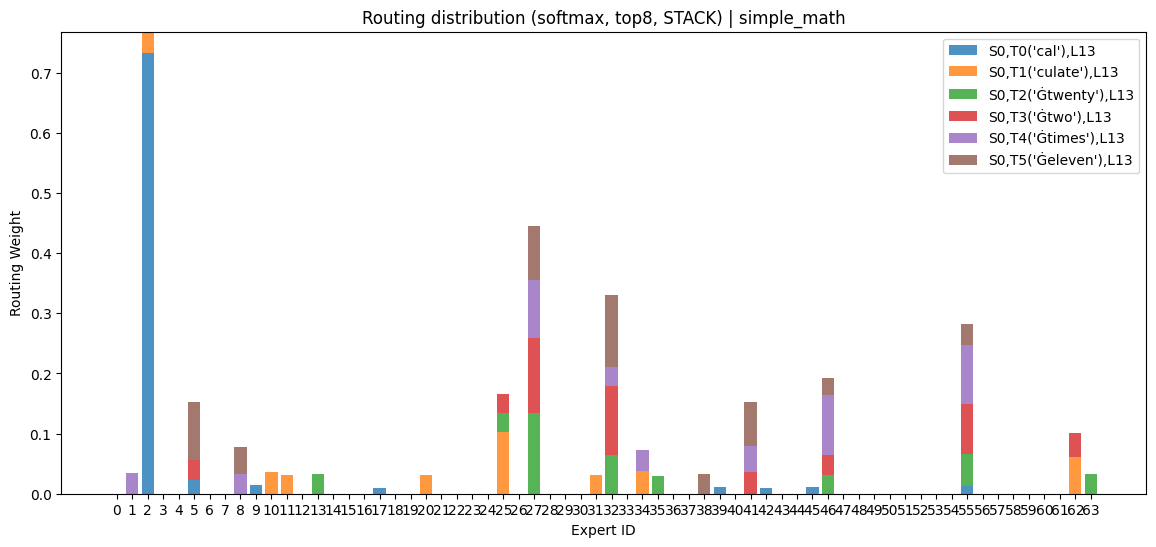 Routing distribution (softmax, top8, STACK) | simple_math
0.7
0.6
0.5
0.4
0.3
0.2
0.1
0.0
Routing Weight
S0,T0('cal'),L13
S0,T1('culate'),L13
S0,T2('Ġtwenty'),L13
S0,T3('Ġtwo'),L13
S0,T4('Ġtimes'),L13
S0,T5('Ġeleven'),L13
0 1 2 3 4 5 6 7 8 9 10 11 12 13 14 15 16 17 18 19 20 21 22 23 24 25 26 27 28 29 30 31 32 33 34 35 36 37 38 39 40 41 42 43 44 45 46 47 48 49 50 51 52 53 54 55 56 57 58 59 60 61 62 63
Expert ID